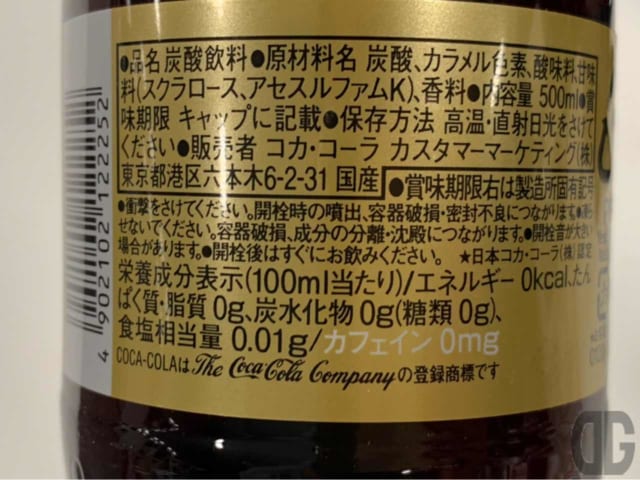 ●品名 炭酸飲料●原材料名 炭酸、カラメル色素、酸味料、甘味
料(スクラロース、アセスルファムK)、香料●内容量 500ml●賞
味期限 キャップに記載●保存方法 高温・直射日光をさけて
ください●販売者 コカ・コーラ カスタマーマーケティング(株)
東京都港区六本木6-2-31 国産
●賞味期限右は製造所固有記号
●衝撃をさけてください。開栓時の噴出、容器破損・密封不良につながります。●凍ら
せないでください。容器破損、成分の分離・沈殿につながります。●開栓音が大きい
場合があります。●開栓後はすぐにお飲みください。 ★日本コカ・コーラ(株)認定
栄養成分表示(100ml当たり)/エネルギー 0kcal、たん
ぱく質・脂質 0g、炭水化物 0g(糖類 0g)、
食塩相当量 0.01g/カフェイン 0mg
COCA-COLAは The Coca-Cola Company の登録商標です
4 902102 122252
DG